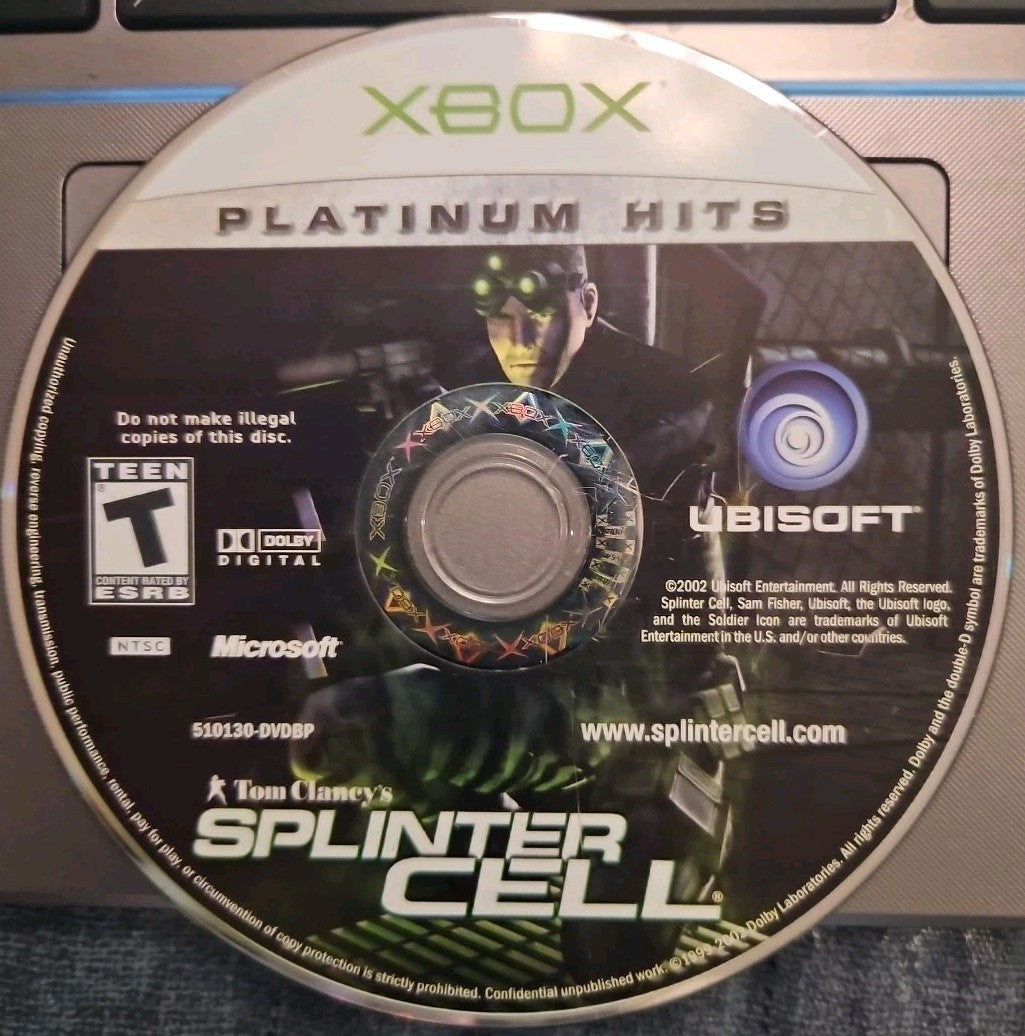 XBOX
PLATINUM HITS
Do not make illegal
copies of this disc.
TEEN
T
CONTENT RATED BY
ESRB
DOLBY
DIGITAL
NTSC
Microsoft
510130-DVDBP
UBISOFT
©2002 Ubisoft Entertainment. All Rights Reserved.
Splinter Cell, Sam Fisher, Ubisoft, the Ubisoft logo,
and the Soldier Icon are trademarks of Ubisoft
Entertainment in the U.S. and/or other countries.
www.splintercell.com
Tom Clancy's
SPLINTER
CELL®
Unauthorized copying, reverse engineering, transmission, public performance, rental, pay for play, or circumvention of copy protection is strictly prohibited. Confidential unpublished work. ©1993-2002 Dolby Laboratories. All rights reserved. Dolby and the double-D symbol are trademarks of Dolby Laboratories.
XBOX
XBOX
XBOX